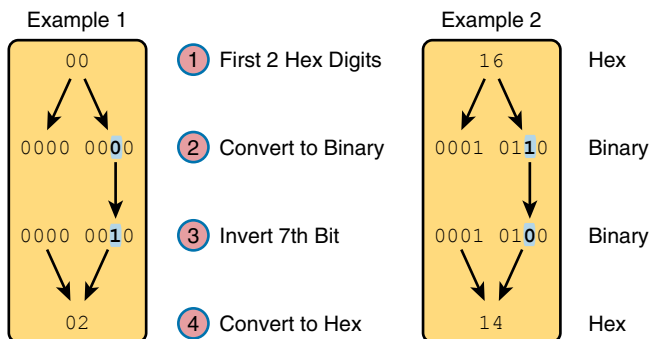 Example 1 Example 2
00 1 First 2 Hex Digits 16 Hex
0000 0000 2 Convert to Binary 0001 0110 Binary
0000 0010 3 Invert 7th Bit 0001 0100 Binary
02 4 Convert to Hex 14 Hex